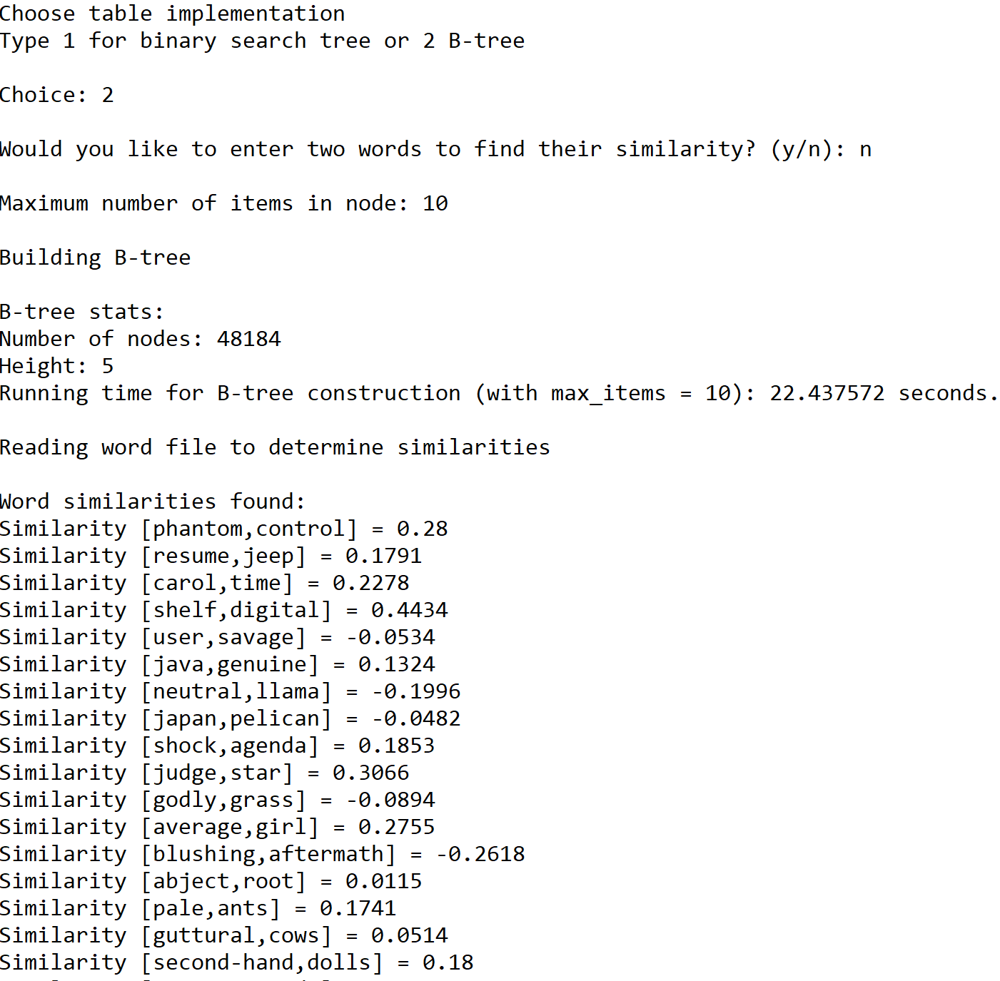 Choose table implementation
Type 1 for binary search tree or 2 B-tree
Choice: 2
Would you like to enter two words to find their similarity? (y/n): n
Maximum number of items in node: 10
Building B-tree
B-tree stats:
Number of nodes: 48184
Height: 5
Running time for B-tree construction (with max_items = 10): 22.437572 seconds.
Reading word file to determine similarities
Word similarities found:
Similarity [phantom,control] = 0.28
Similarity [resume,jeep] = 0.1791
Similarity [carol,time] = 0.2278
Similarity [shelf,digital] = 0.4434
Similarity [user,savage] = -0.0534
Similarity [java,genuine] = 0.1324
Similarity [neutral,llama] = -0.1996
Similarity [japan,pelican] = -0.0482
Similarity [shock,agenda] = 0.1853
Similarity [judge,star] = 0.3066
Similarity [godly,grass] = -0.0894
Similarity [average,girl] = 0.2755
Similarity [blushing,aftermath] = -0.2618
Similarity [abject,root] = 0.0115
Similarity [pale,ants] = 0.1741
Similarity [guttural,cows] = 0.0514
Similarity [second-hand,dolls] = 0.18